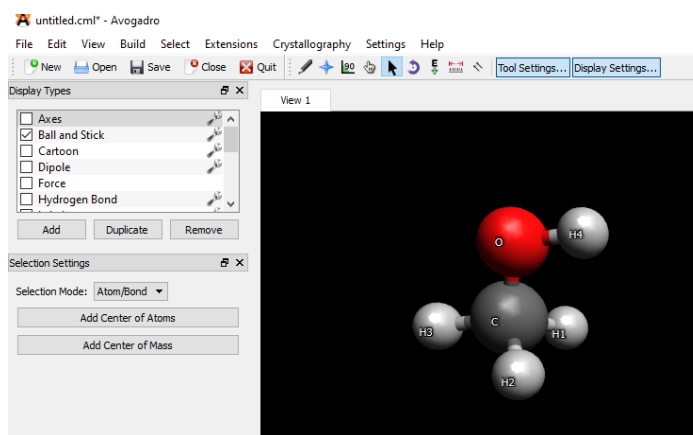 untitled.cml* - Avogadro
File Edit View Build Select Extensions Crystallography Settings Help
New Open Save Close Quit Tool Settings... Display Settings...
Display Types
View 1
Axes
Ball and Stick
Cartoon
Dipole
Force
Hydrogen Bond
Add Duplicate Remove
Selection Settings
Selection Mode: Atom/Bond
Add Center of Atoms
Add Center of Mass
O
H4
C
H3
H1
H2